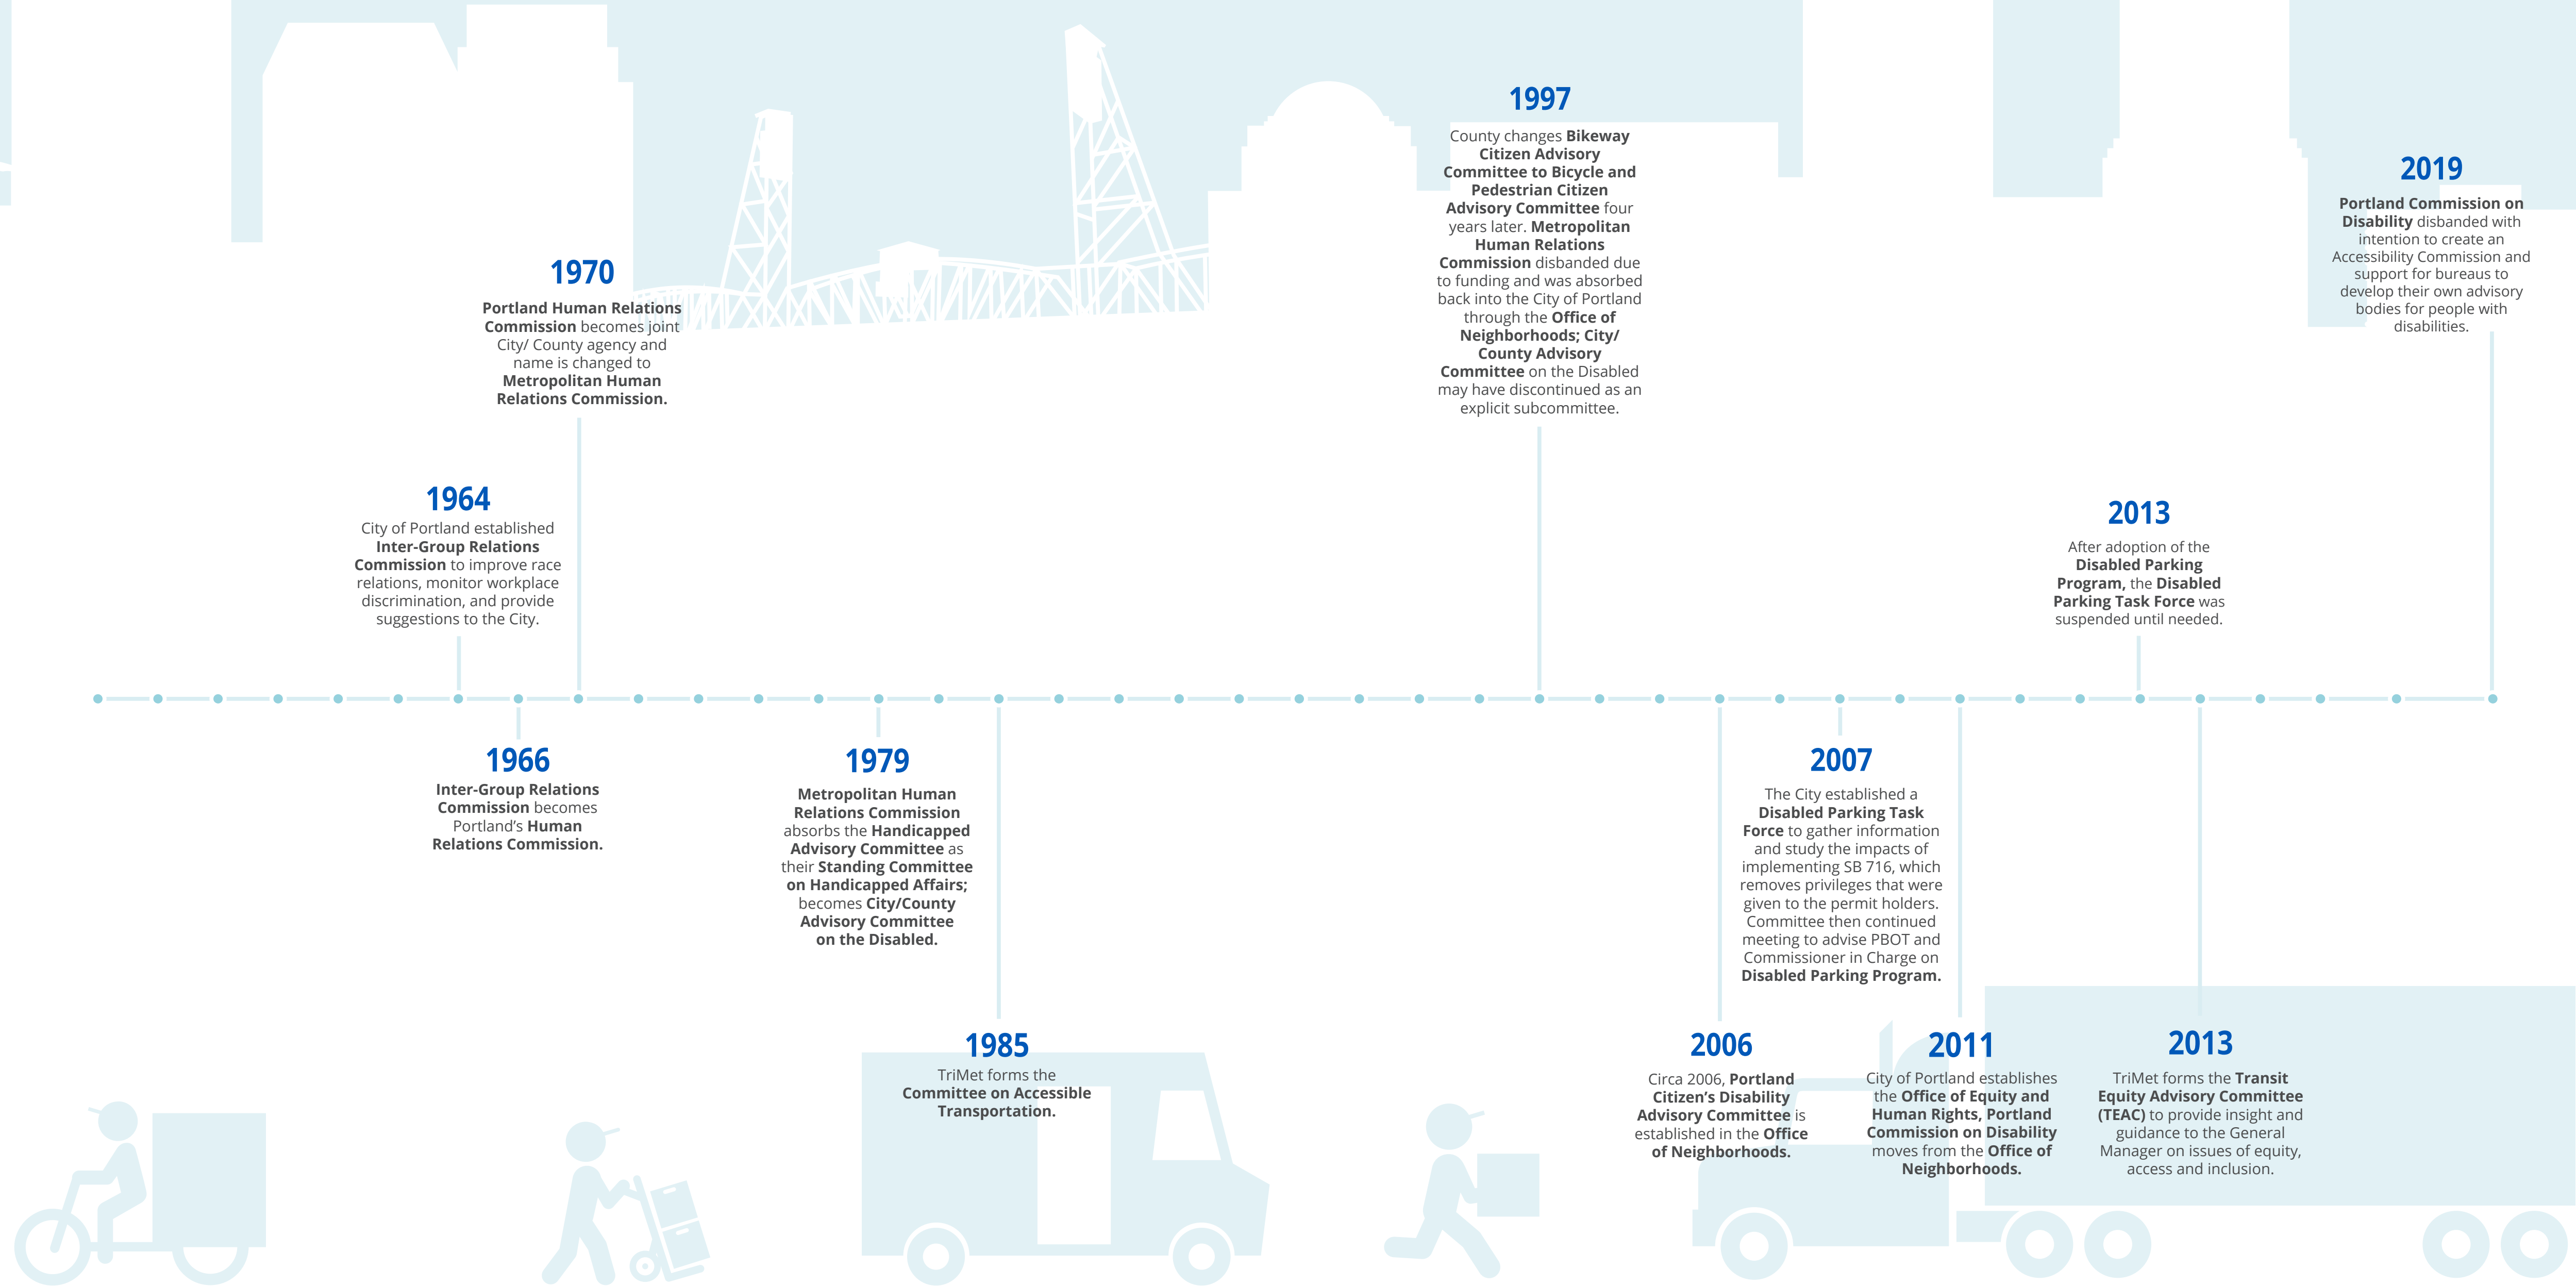 1964
City of Portland established
Inter-Group Relations
Commission to improve race
relations, monitor workplace
discrimination, and provide
suggestions to the City.
1966
Inter-Group Relations
Commission becomes
Portland’s Human
Relations Commission.
1970
Portland Human Relations
Commission becomes joint
City/ County agency and
name is changed to
Metropolitan Human
Relations Commission.
1979
Metropolitan Human
Relations Commission
absorbs the Handicapped
Advisory Committee as
their Standing Committee
on Handicapped Affairs;
becomes City/County
Advisory Committee
on the Disabled.
1985
TriMet forms the
Committee on Accessible
Transportation.
1997
County changes Bikeway
Citizen Advisory
Committee to Bicycle and
Pedestrian Citizen
Advisory Committee four
years later. Metropolitan
Human Relations
Commission disbanded due
to funding and was absorbed
back into the City of Portland
through the Office of
Neighborhoods; City/
County Advisory
Committee on the Disabled
may have discontinued as an
explicit subcommittee.
2006
Circa 2006, Portland
Citizen’s Disability
Advisory Committee is
established in the Office
of Neighborhoods.
2007
The City established a
Disabled Parking Task
Force to gather information
and study the impacts of
implementing SB 716, which
removes privileges that were
given to the permit holders.
Committee then continued
meeting to advise PBOT and
Commissioner in Charge on
Disabled Parking Program.
2011
City of Portland establishes
the Office of Equity and
Human Rights, Portland
Commission on Disability
moves from the Office of
Neighborhoods.
2013
After adoption of the
Disabled Parking
Program, the Disabled
Parking Task Force was
suspended until needed.
2013
TriMet forms the Transit
Equity Advisory Committee
(TEAC) to provide insight and
guidance to the General
Manager on issues of equity,
access and inclusion.
2019
Portland Commission on
Disability disbanded with
intention to create an
Accessibility Commission and
support for bureaus to
develop their own advisory
bodies for people with
disabilities.